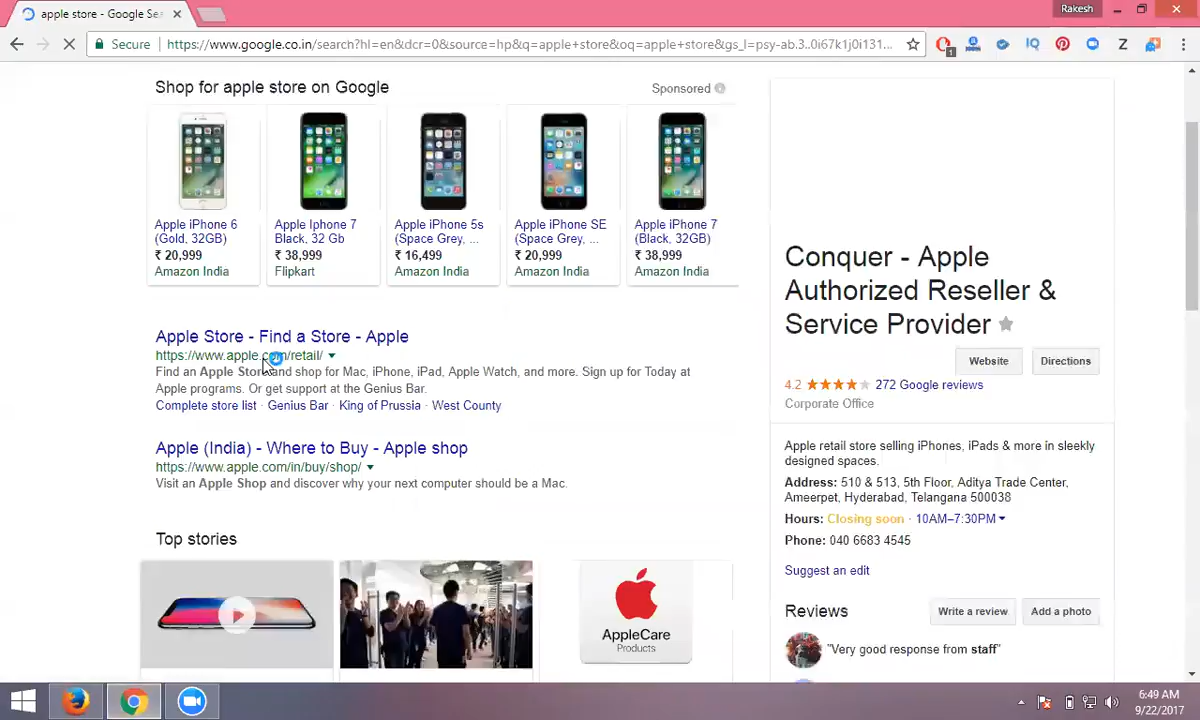 apple store - Google Sea
Rakesh
Secure
https://www.google.co.in/search?hl=en&dcr=0&source=hp&q=apple+store&oq=apple+store&gs_l=psy-ab.3..0i67k1j0i131...
1
IQ
Z
Shop for apple store on Google
Sponsored
Apple iPhone 6 (Gold, 32GB)
₹ 20,999
Amazon India
Apple Iphone 7 Black, 32 Gb
₹ 38,999
Flipkart
Apple iPhone 5s (Space Grey, ...
₹ 16,499
Amazon India
Apple iPhone SE (Space Grey, ...
₹ 20,999
Amazon India
Apple iPhone 7 (Black, 32GB)
₹ 38,999
Amazon India
Apple Store - Find a Store - Apple
https://www.apple.com/retail/
Find an Apple Store and shop for Mac, iPhone, iPad, Apple Watch, and more. Sign up for Today at
Apple programs. Or get support at the Genius Bar.
Complete store list · Genius Bar · King of Prussia · West County
Apple (India) - Where to Buy - Apple shop
https://www.apple.com/in/buy/shop/
Visit an Apple Shop and discover why your next computer should be a Mac.
Top stories
AppleCare
Products
Conquer - Apple
Authorized Reseller &
Service Provider
Website
Directions
4.2 272 Google reviews
Corporate Office
Apple retail store selling iPhones, iPads & more in sleekly
designed spaces.
Address: 510 & 513, 5th Floor, Aditya Trade Center,
Ameerpet, Hyderabad, Telangana 500038
Hours: Closing soon · 10AM–7:30PM
Phone: 040 6683 4545
Suggest an edit
Reviews
Write a review
Add a photo
"Very good response from staff"
6:49 AM
9/22/2017